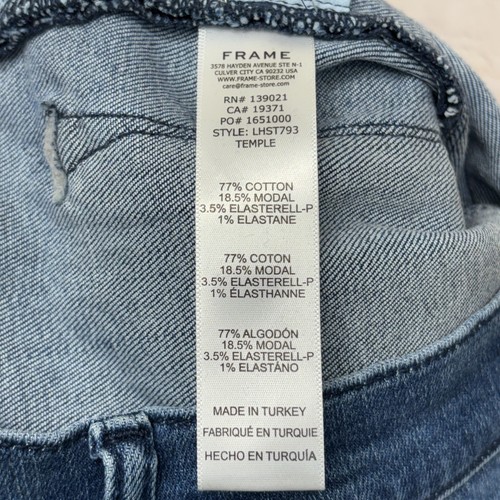 FRAME
3578 HAYDEN AVENUE STE N-1
CULVER CITY CA 90232 USA
WWW.FRAME-STORE.COM
care@frame-store.com
RN# 139021
CA# 19371
PO# 1651000
STYLE: LHST793
TEMPLE
77% COTTON
18.5% MODAL
3.5% ELASTERELL-P
1% ELASTANE
77% COTON
18.5% MODAL
3.5% ELASTERELL-P
1% ÉLASTHANNE
77% ALGODÓN
18.5% MODAL
3.5% ELASTERELL-P
1% ELASTÀNO
MADE IN TURKEY
FABRIQUÉ EN TURQUIE
HECHO EN TURQUÍA